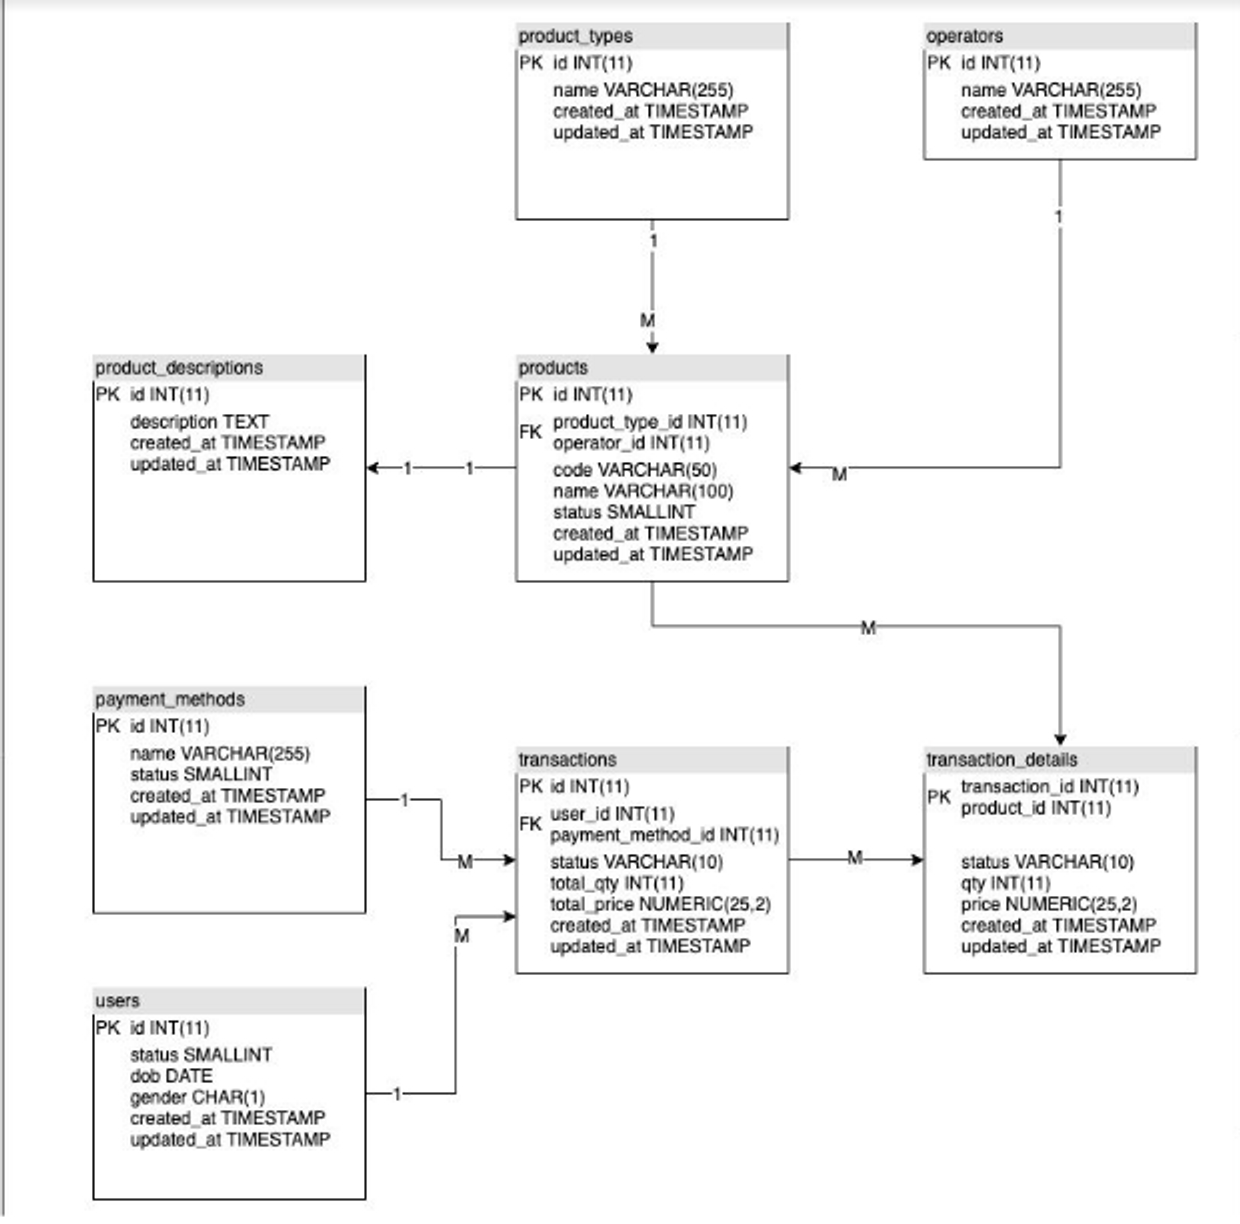 product_types
PK id INT(11)
name VARCHAR(255)
created_at TIMESTAMP
updated_at TIMESTAMP
operators
PK id INT(11)
name VARCHAR(255)
created_at TIMESTAMP
updated_at TIMESTAMP
1
M
1
M
product_descriptions
PK id INT(11)
description TEXT
created_at TIMESTAMP
updated_at TIMESTAMP
1
1
products
PK id INT(11)
FK product_type_id INT(11)
operator_id INT(11)
code VARCHAR(50)
name VARCHAR(100)
status SMALLINT
created_at TIMESTAMP
updated_at TIMESTAMP
M
payment_methods
PK id INT(11)
name VARCHAR(255)
status SMALLINT
created_at TIMESTAMP
updated_at TIMESTAMP
1
M
transactions
PK id INT(11)
FK user_id INT(11)
payment_method_id INT(11)
status VARCHAR(10)
total_qty INT(11)
total_price NUMERIC(25,2)
created_at TIMESTAMP
updated_at TIMESTAMP
M
transaction_details
PK transaction_id INT(11)
product_id INT(11)
status VARCHAR(10)
qty INT(11)
price NUMERIC(25,2)
created_at TIMESTAMP
updated_at TIMESTAMP
M
1
users
PK id INT(11)
status SMALLINT
dob DATE
gender CHAR(1)
created_at TIMESTAMP
updated_at TIMESTAMP